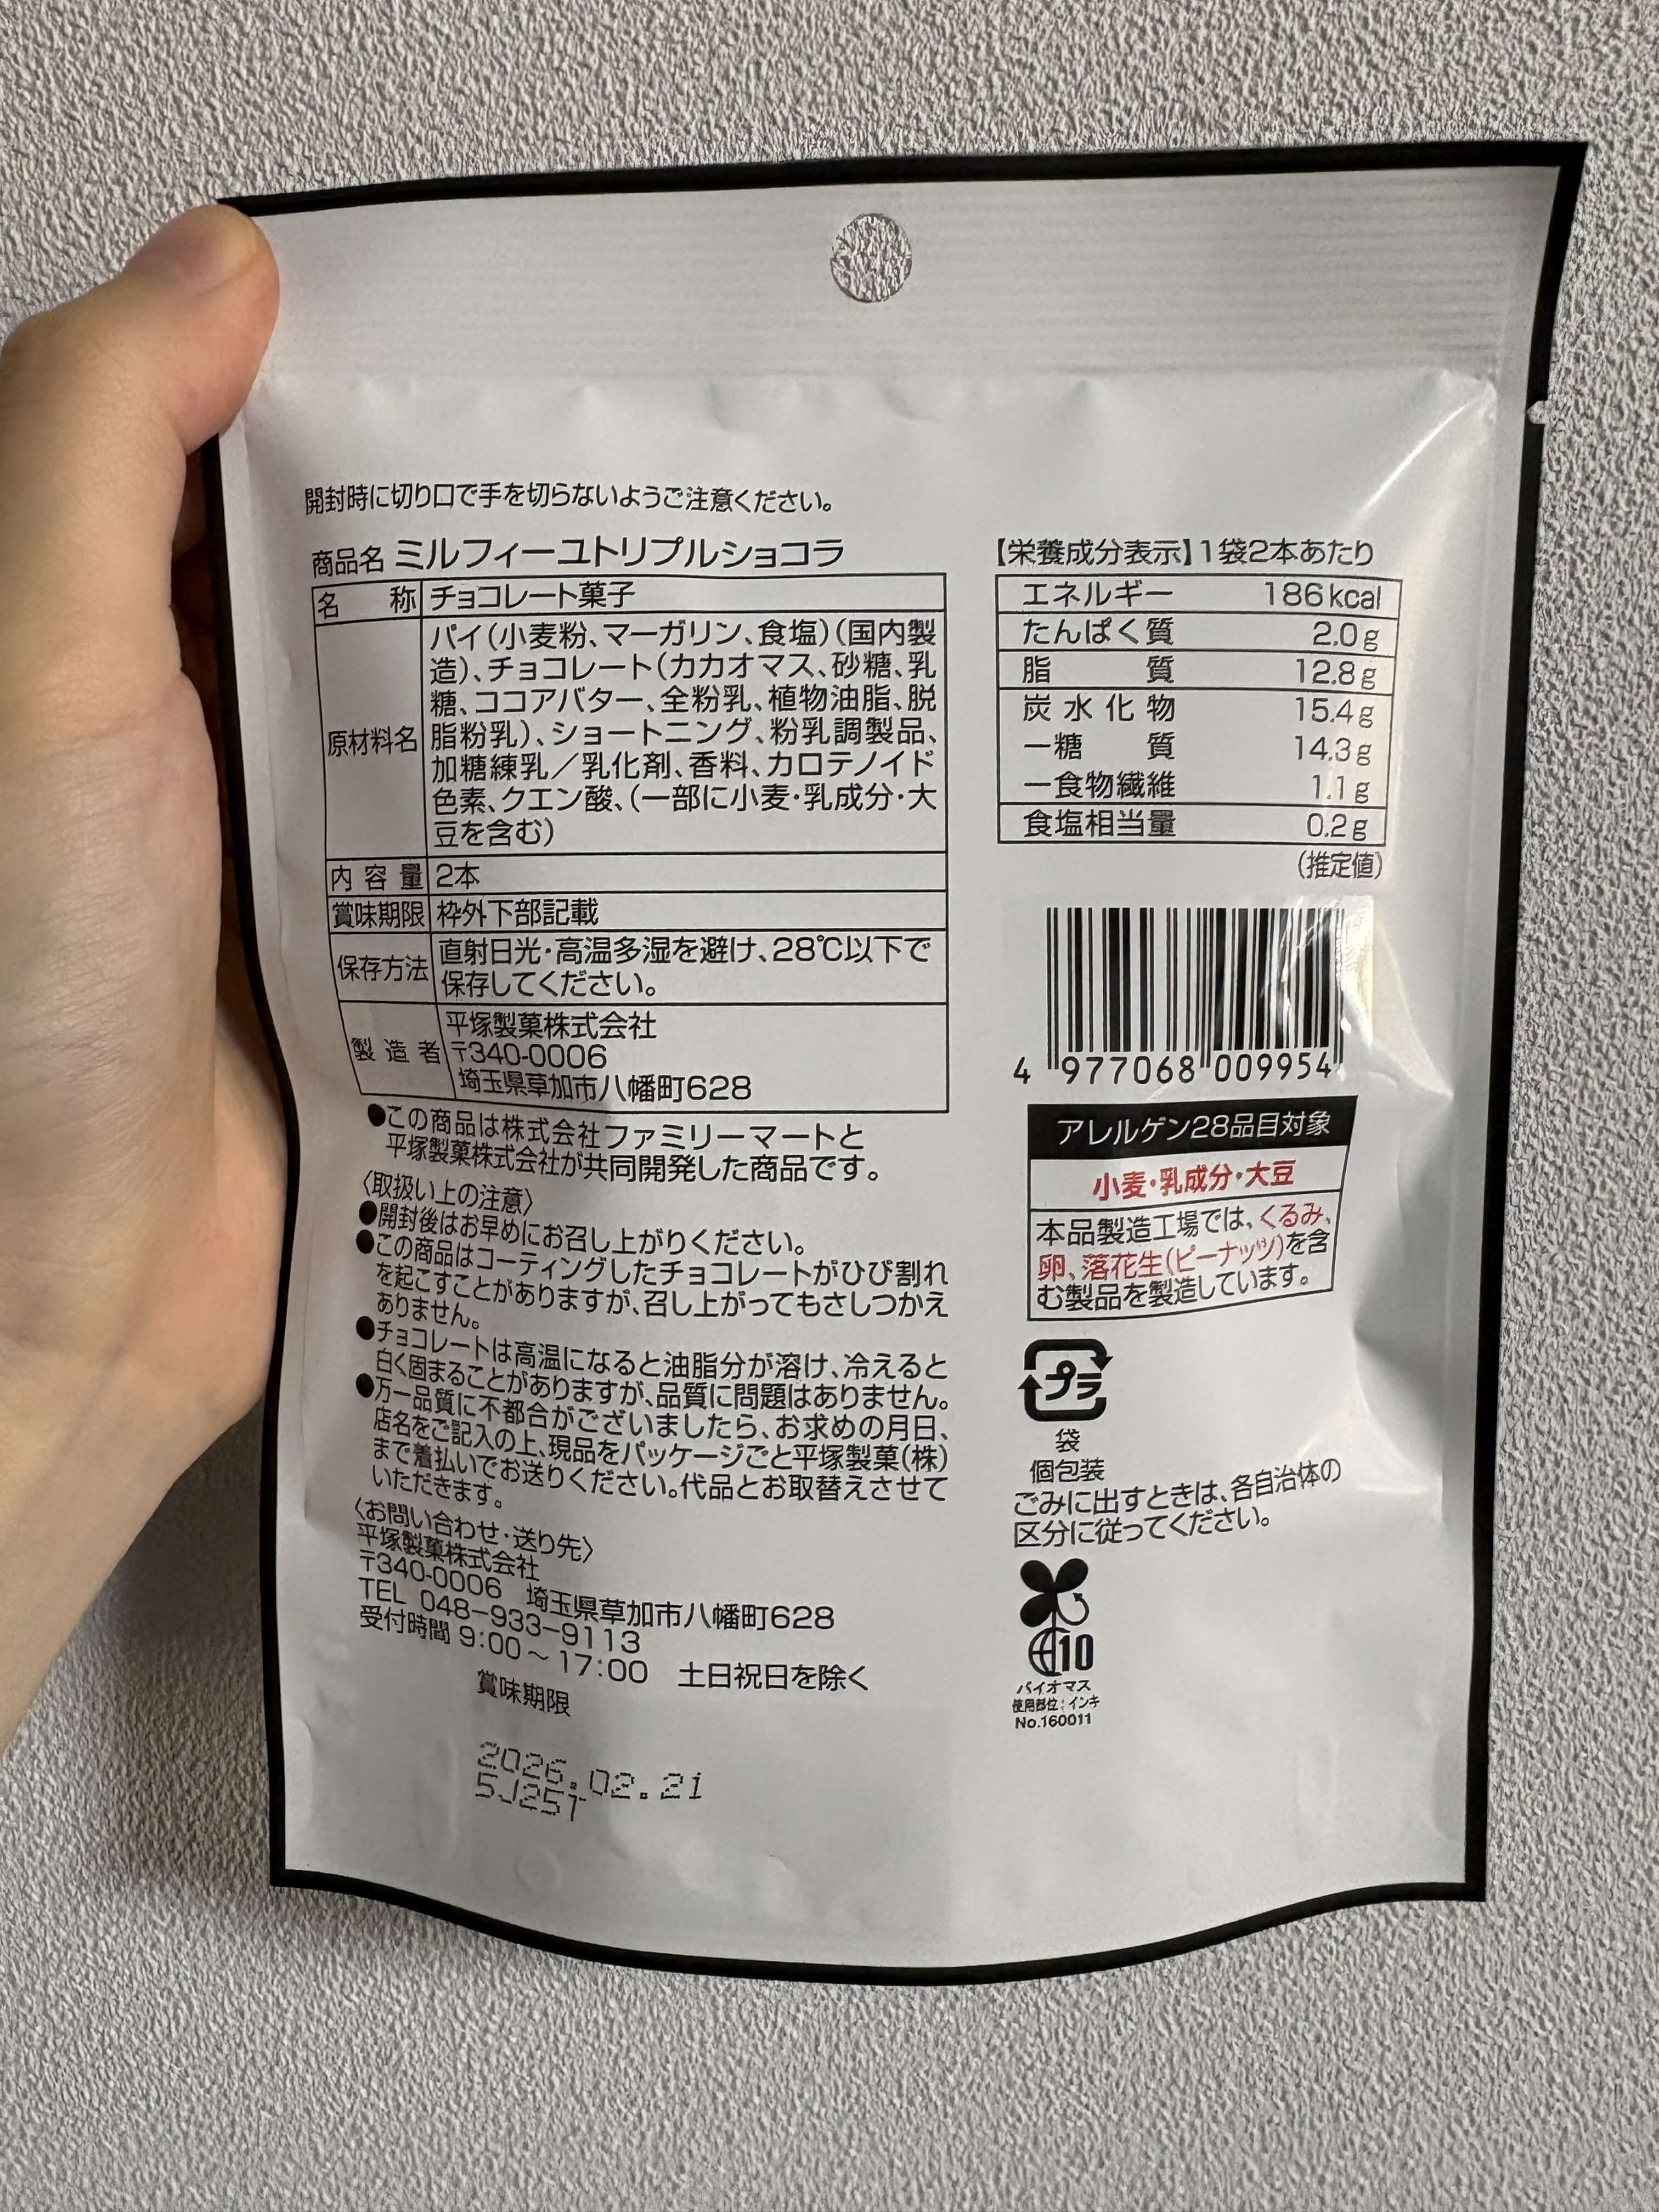 開封時に切り口で手を切らないようご注意ください。
商品名 ミルフィーユトリプルショコラ
名 称 チョコレート菓子
原材料名 パイ(小麦粉、マーガリン、食塩)(国内製
造)、チョコレート(カカオマス、砂糖、乳
糖、ココアバター、全粉乳、植物油脂、脱
脂粉乳)、ショートニング、粉乳調製品、
加糖練乳/乳化剤、香料、カロテノイド
色素、クエン酸、(一部に小麦・乳成分・大
豆を含む)
内容量 2本
賞味期限 枠外下部記載
保存方法 直射日光・高温多湿を避け、28℃以下で
保存してください。
製造者 平塚製菓株式会社
〒340-0006
埼玉県草加市八幡町628
●この商品は株式会社ファミリーマートと
平塚製菓株式会社が共同開発した商品です。
〈取扱い上の注意〉
●開封後はお早めにお召し上がりください。
●この商品はコーティングしたチョコレートがひび割れ
を起こすことがありますが、召し上がってもさしつかえ
ありません。
●チョコレートは高温になると油脂分が溶け、冷えると
白く固まることがありますが、品質に問題はありません。
●万一品質に不都合がございましたら、お求めの月日、
店名をご記入の上、現品をパッケージごと平塚製菓(株)
まで着払いでお送りください。代品とお取替えさせて
いただきます。
〈お問い合わせ・送り先〉
平塚製菓株式会社
〒340-0006 埼玉県草加市八幡町628
TEL 048-933-9113
受付時間 9:00~17:00 土日祝日を除く
賞味期限
2026.02.21
5J25T
【栄養成分表示】1袋2本あたり
エネルギー 186kcal
たんぱく質 2.0g
脂質 12.8g
炭水化物 15.4g
―糖質 14.3g
―食物繊維 1.1g
食塩相当量 0.2g
(推定値)
4 977068 009954
アレルゲン28品目対象
小麦・乳成分・大豆
本品製造工場では、くるみ、
卵、落花生(ピーナッツ)を含
む製品を製造しています。
プラ
袋
個包装
ごみに出すときは、各自治体の
区分に従ってください。
10
バイオマス
使用部位:インキ
No.160011